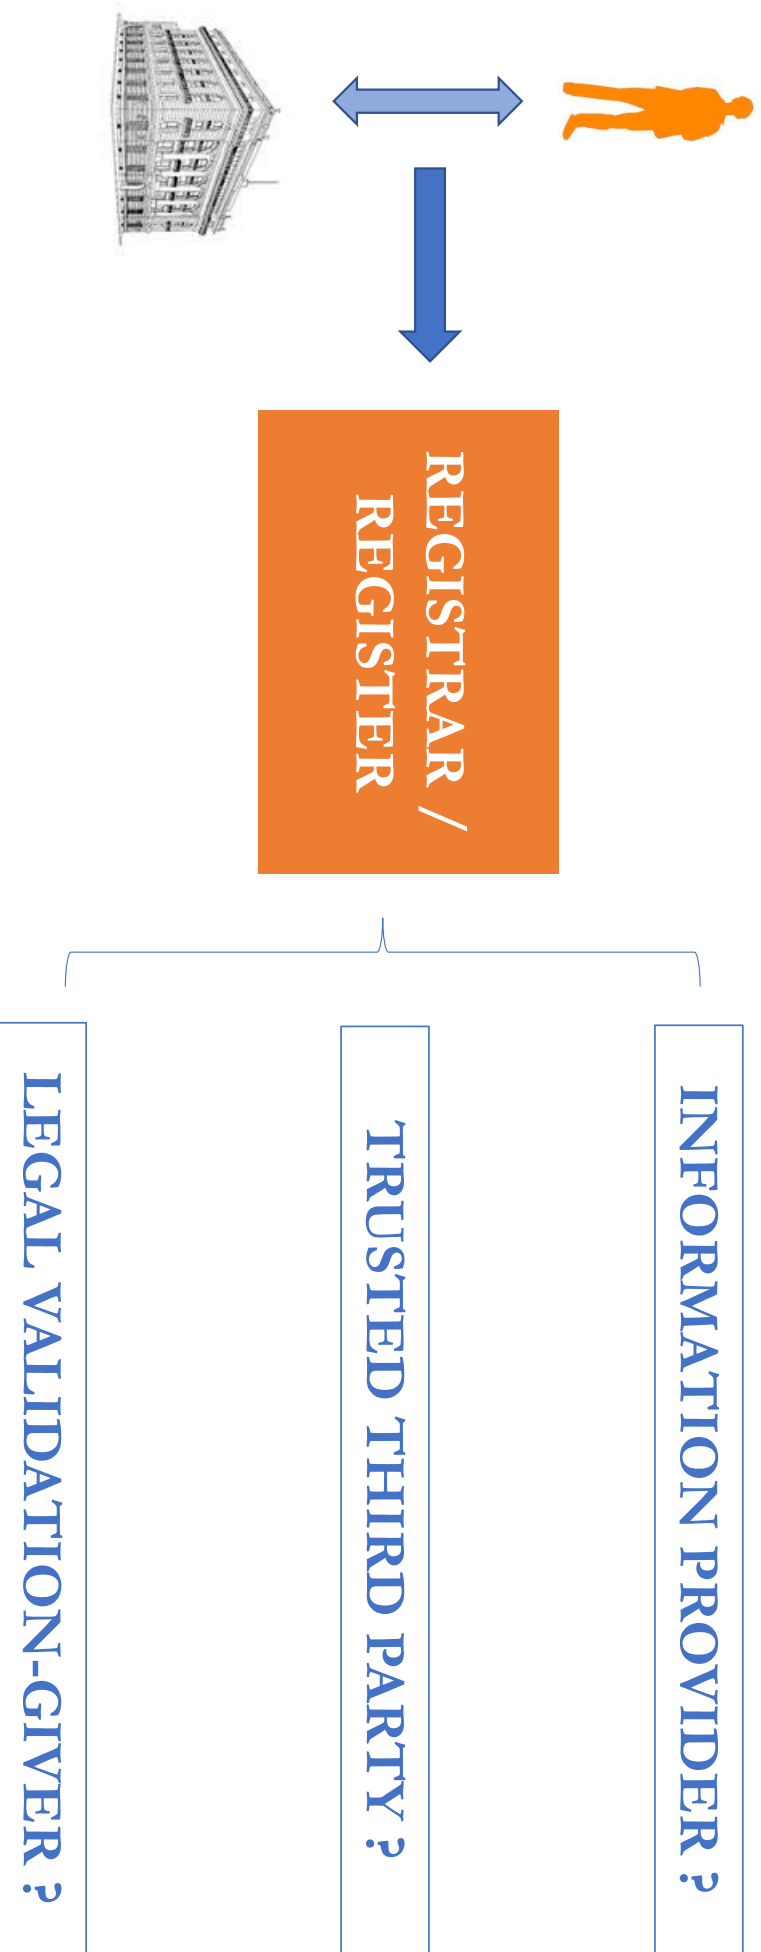 REGISTRAR /
REGISTER
INFORMATION PROVIDER ?
TRUSTED THIRD PARTY ?
LEGAL VALIDATION-GIVER ?